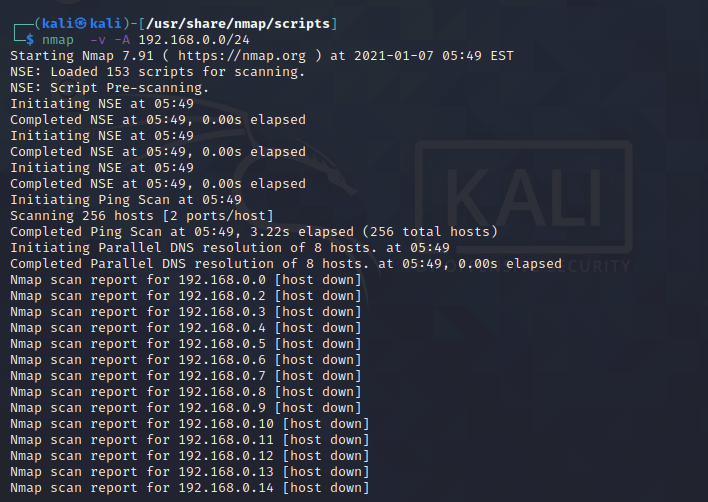 ┌──(kali㉿kali)-[/usr/share/nmap/scripts]
└─$ nmap  -v -A 192.168.0.0/24
Starting Nmap 7.91 ( https://nmap.org ) at 2021-01-07 05:49 EST
NSE: Loaded 153 scripts for scanning.
NSE: Script Pre-scanning.
Initiating NSE at 05:49
Completed NSE at 05:49, 0.00s elapsed
Initiating NSE at 05:49
Completed NSE at 05:49, 0.00s elapsed
Initiating NSE at 05:49
Completed NSE at 05:49, 0.00s elapsed
Initiating Ping Scan at 05:49
Scanning 256 hosts [2 ports/host]
Completed Ping Scan at 05:49, 3.22s elapsed (256 total hosts)
Initiating Parallel DNS resolution of 8 hosts. at 05:49
Completed Parallel DNS resolution of 8 hosts. at 05:49, 0.00s elapsed
Nmap scan report for 192.168.0.0 [host down]
Nmap scan report for 192.168.0.2 [host down]
Nmap scan report for 192.168.0.3 [host down]
Nmap scan report for 192.168.0.4 [host down]
Nmap scan report for 192.168.0.5 [host down]
Nmap scan report for 192.168.0.6 [host down]
Nmap scan report for 192.168.0.7 [host down]
Nmap scan report for 192.168.0.8 [host down]
Nmap scan report for 192.168.0.9 [host down]
Nmap scan report for 192.168.0.10 [host down]
Nmap scan report for 192.168.0.11 [host down]
Nmap scan report for 192.168.0.12 [host down]
Nmap scan report for 192.168.0.13 [host down]
Nmap scan report for 192.168.0.14 [host down]
KALI
SECURITY